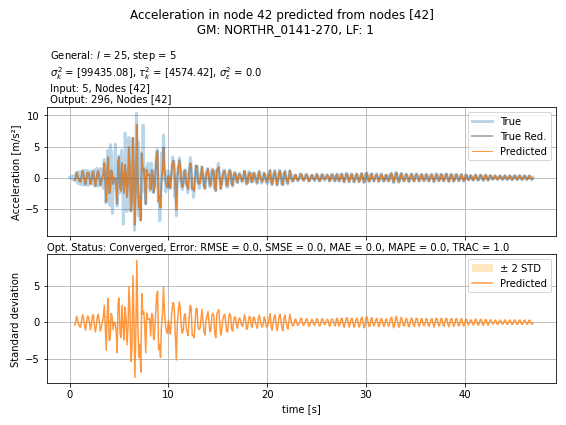 Acceleration in node 42 predicted from nodes [42]
GM: NORTHR_0141-270, LF: 1
General: l = 25, step = 5
σ²ₖ = [99435.08], τ²ₖ = [4574.42], σ²ε = 0.0
Input: 5, Nodes [42]
Output: 296, Nodes [42]
10
5
0
−5
Acceleration [m/s²]
True
True Red.
Predicted
Opt. Status: Converged, Error: RMSE = 0.0, SMSE = 0.0, MAE = 0.0, MAPE = 0.0, TRAC = 1.0
5
0
−5
Standard deviation
± 2 STD
Predicted
0 10 20 30 40
time [s]